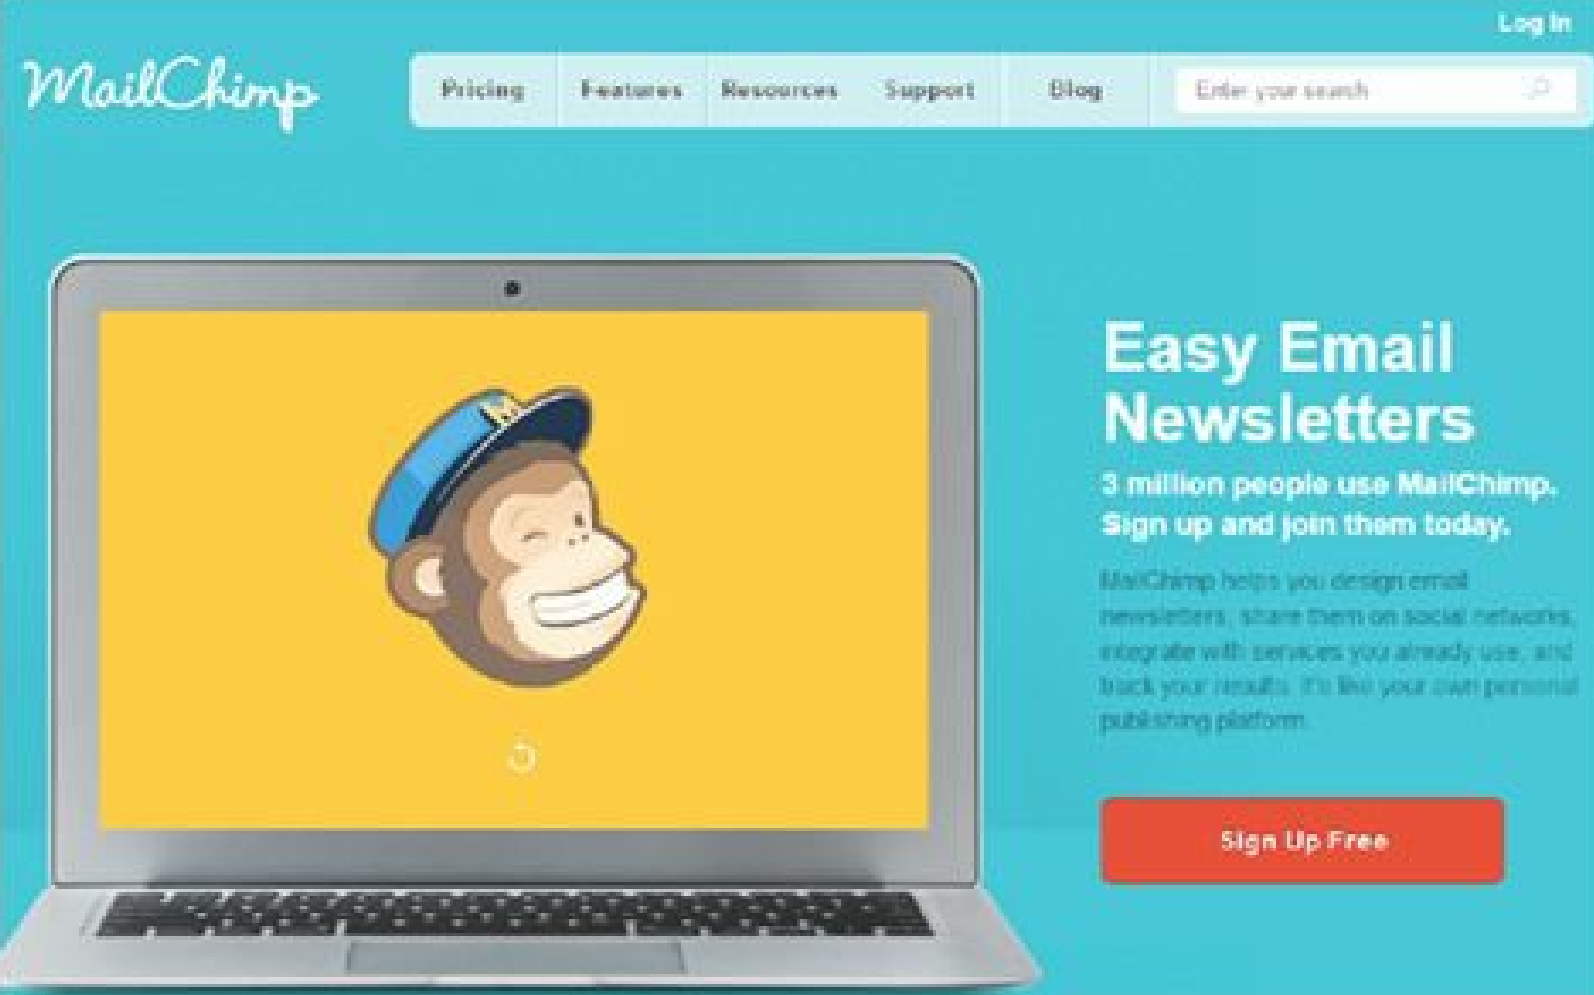 Log In
MailChimp
Pricing Features Resources Support Blog Enter your search
Easy Email
Newsletters
3 million people use MailChimp.
Sign up and join them today.
MailChimp helps you design email
newsletters, share them on social networks,
integrate with services you already use, and
track your results. It's like your own personal
publishing platform.
Sign Up Free